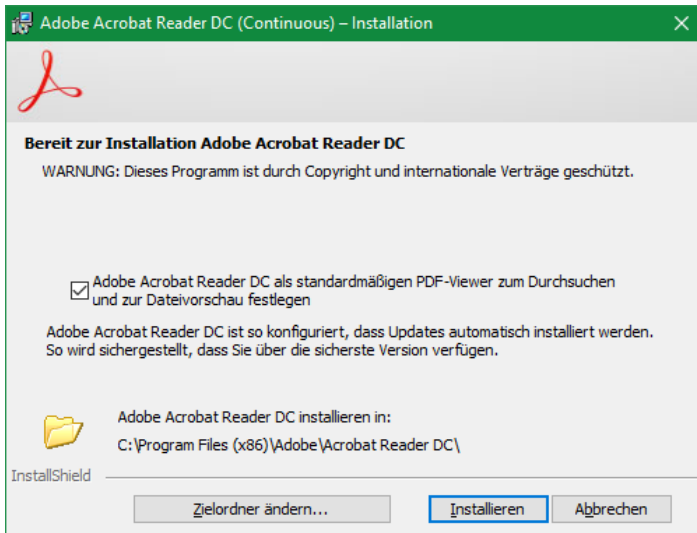 Adobe Acrobat Reader DC (Continuous) – Installation
Bereit zur Installation Adobe Acrobat Reader DC
WARNUNG: Dieses Programm ist durch Copyright und internationale Verträge geschützt.
Adobe Acrobat Reader DC als standardmäßigen PDF-Viewer zum Durchsuchen
und zur Dateivorschau festlegen
Adobe Acrobat Reader DC ist so konfiguriert, dass Updates automatisch installiert werden.
So wird sichergestellt, dass Sie über die sicherste Version verfügen.
Adobe Acrobat Reader DC installieren in:
C:\Program Files (x86)\Adobe\Acrobat Reader DC\
InstallShield
Zielordner ändern... Installieren Abbrechen